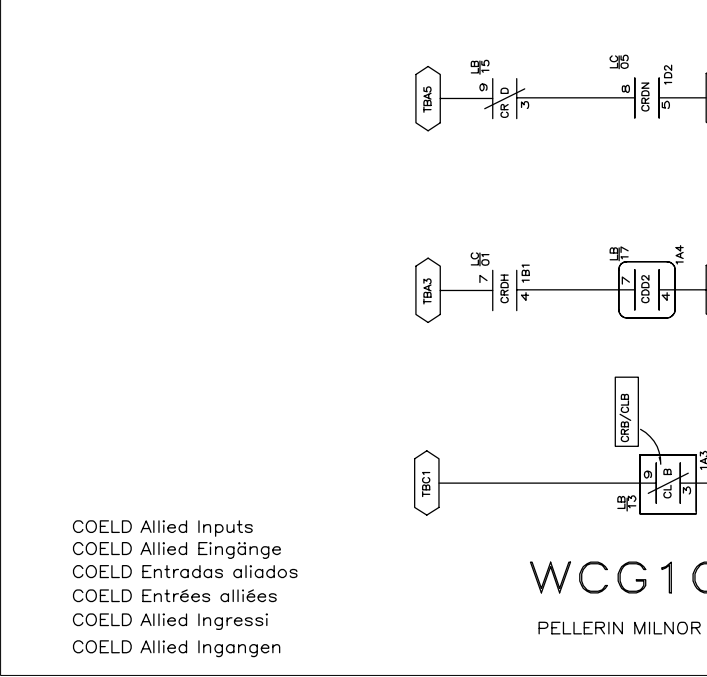 LB
15
9
TBA5
CR D
3
LC
05
8
1D2
CRDN
5
LC
01
7
TBA3
CRDH
1B1
4
LB
17
7
1A4
CDD2
4
CRB/CLB
TBC1
9
CL B
3
1A3
LB
13
COELD Allied Inputs
COELD Allied Eingänge
COELD Entradas aliados
COELD Entrées alliées
COELD Allied Ingressi
COELD Allied Ingangen
WCG1
PELLERIN MILNOR